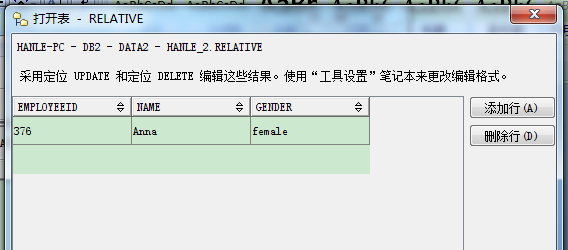 打开表 - RELATIVE
HANLE-PC - DB2 - DATA2 - HANLE_2.RELATIVE
采用定位 UPDATE 和定位 DELETE 编辑这些结果。使用“工具设置”笔记本来更改编辑格式。
EMPLOYEEID NAME GENDER 添加行(A)
376 Anna female 删除行(D)